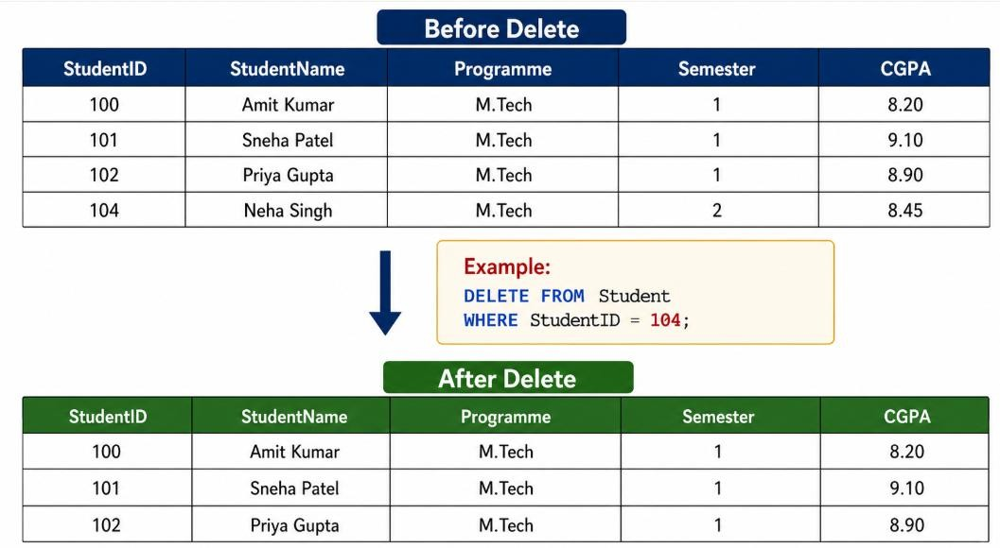 Before Delete
StudentID StudentName Programme Semester CGPA
100 Amit Kumar M.Tech 1 8.20
101 Sneha Patel M.Tech 1 9.10
102 Priya Gupta M.Tech 1 8.90
104 Neha Singh M.Tech 2 8.45
Example:
DELETE FROM Student
WHERE StudentID = 104;
After Delete
StudentID StudentName Programme Semester CGPA
100 Amit Kumar M.Tech 1 8.20
101 Sneha Patel M.Tech 1 9.10
102 Priya Gupta M.Tech 1 8.90